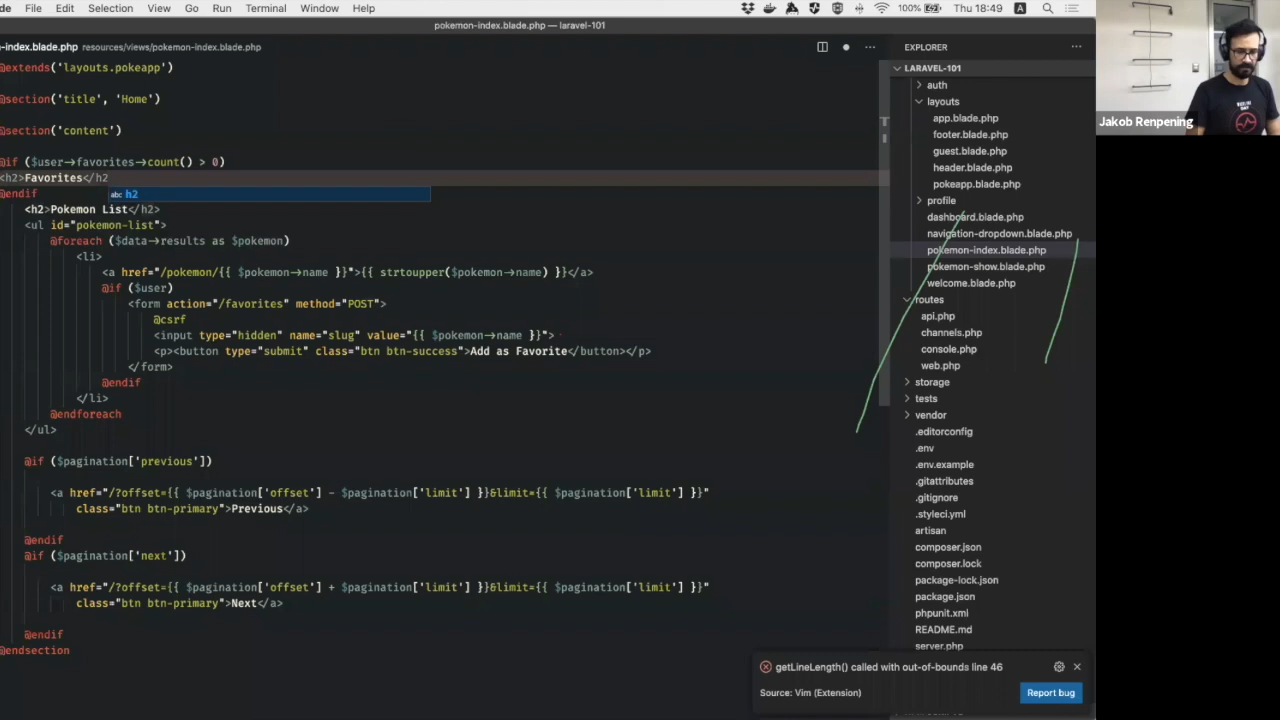 de File Edit Selection View Go Run Terminal Window Help 100% Thu 18:49 A
pokemon-index.blade.php — laravel-101
n-index.blade.php resources/views/pokemon-index.blade.php
@extends('layouts.pokeapp')
@section('title', 'Home')
@section('content')
@if ($user->favorites->count() > 0)
<h2>Favorites</h2
abc h2
@endif
<h2>Pokemon List</h2>
<ul id="pokemon-list">
@foreach ($data->results as $pokemon)
<li>
<a href="/pokemon/{{ $pokemon->name }}">{{ strtoupper($pokemon->name) }}</a>
@if ($user)
<form action="/favorites" method="POST">
@csrf
<input type="hidden" name="slug" value="{{ $pokemon->name }}">
<p><button type="submit" class="btn btn-success">Add as Favorite</button></p>
</form>
@endif
</li>
@endforeach
</ul>
@if ($pagination['previous'])
<a href="/?offset={{ $pagination['offset'] - $pagination['limit'] }}&limit={{ $pagination['limit'] }}"
class="btn btn-primary">Previous</a>
@endif
@if ($pagination['next'])
<a href="/?offset={{ $pagination['offset'] + $pagination['limit'] }}&limit={{ $pagination['limit'] }}"
class="btn btn-primary">Next</a>
@endif
@endsection
EXPLORER
LARAVEL-101
auth
layouts
app.blade.php
footer.blade.php
guest.blade.php
header.blade.php
pokeapp.blade.php
profile
dashboard.blade.php
navigation-dropdown.blade.php
pokemon-index.blade.php
pokemon-show.blade.php
welcome.blade.php
routes
api.php
channels.php
console.php
web.php
storage
tests
vendor
.editorconfig
.env
.env.example
.gitattributes
.gitignore
.styleci.yml
artisan
composer.json
composer.lock
package-lock.json
package.json
phpunit.xml
README.md
server.php
getLineLength() called with out-of-bounds line 46
Source: Vim (Extension)
Report bug
Jakob Renpening